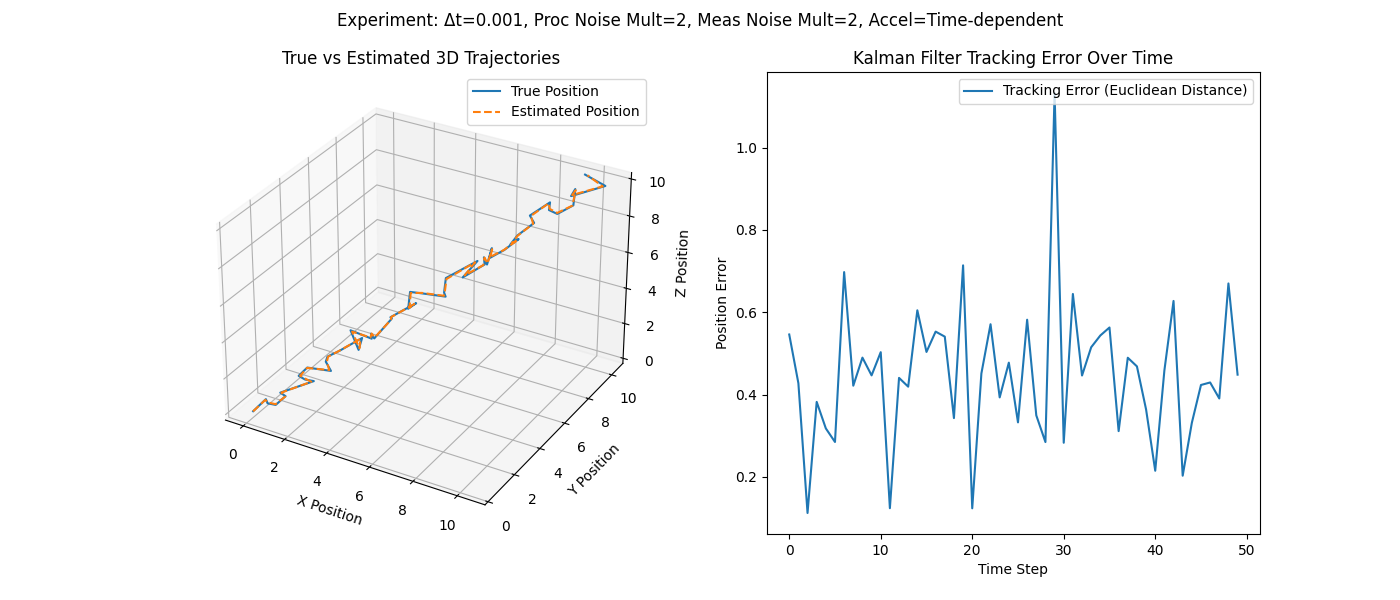 Experiment: Δt=0.001, Proc Noise Mult=2, Meas Noise Mult=2, Accel=Time-dependent
True vs Estimated 3D Trajectories
True Position
Estimated Position
0
2
4
6
8
10
X Position
0
2
4
6
8
10
Y Position
10
8
6
4
2
0
Z Position
Kalman Filter Tracking Error Over Time
Tracking Error (Euclidean Distance)
1.0
0.8
0.6
0.4
0.2
Position Error
0
10
20
30
40
50
Time Step